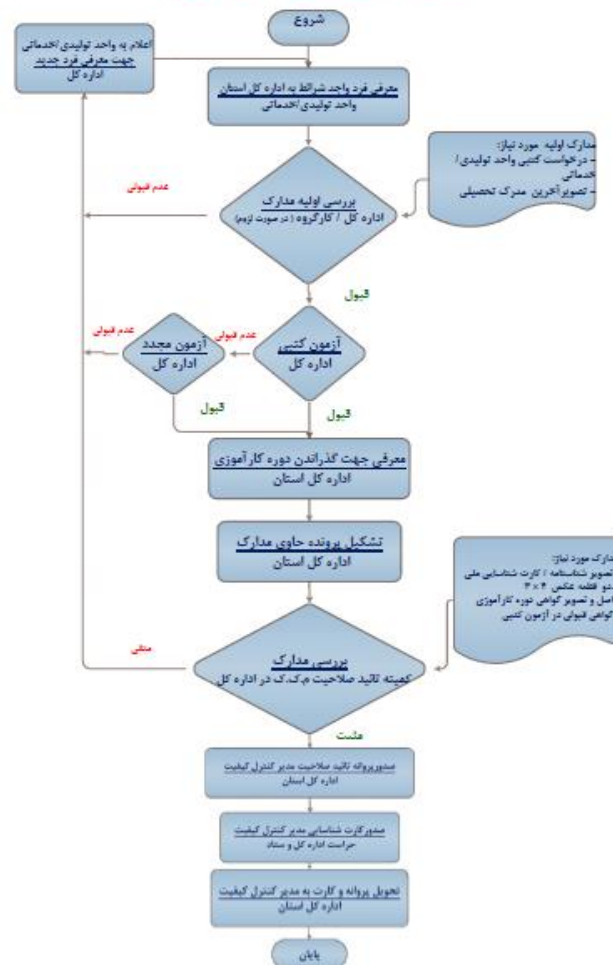 شروع
اعلام به واحد تولیدی/خدماتی
جهت معرفی فرد جدید
اداره کل
معرفی فرد واجد شرائط به اداره کل استان
واحد تولیدی/خدماتی
مدارک اولیه مورد نیاز:
– درخواست کتبی واحد تولیدی/
خدماتی
– تصویر آخرین مدرک تحصیلی
بررسی اولیه مدارک
اداره کل / کارگروه (در صورت لزوم)
عدم قبولی
قبول
آزمون کتبی
اداره کل
عدم قبولی
آزمون مجدد
اداره کل
عدم قبولی
قبول
قبول
معرفی جهت گذراندن دوره کارآموزی
اداره کل استان
تشکیل پرونده حاوی مدارک
اداره کل استان
مدارک مورد نیاز:
تصویر شناسنامه / کارت شناسایی ملی
دو قطعه عکس ۴ × ۳
اصل و تصویر گواهی دوره کارآموزی
گواهی قبولی در آزمون کتبی
بررسی مدارک
کمیته تائید صلاحیت م.ک.ک در اداره کل
منفی
مثبت
صدور پروانه تائید صلاحیت مدیر کنترل کیفیت
اداره کل استان
صدور کارت شناسایی مدیر کنترل کیفیت
حراست اداره کل و ستاد
تحویل پروانه و کارت به مدیر کنترل کیفیت
اداره کل استان
پایان